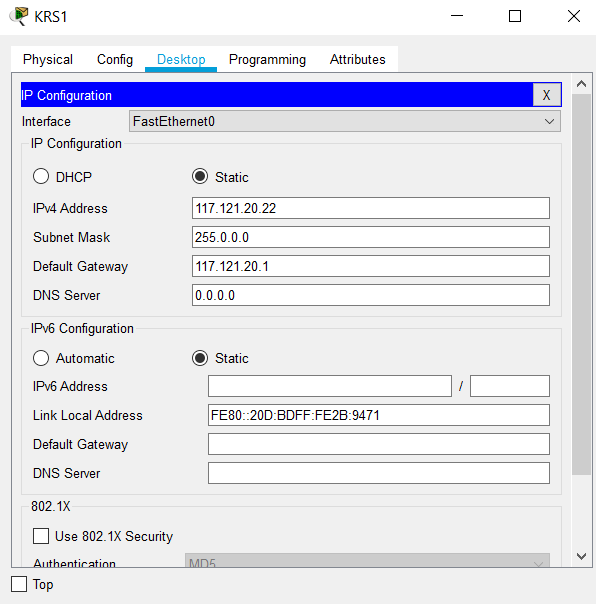 KRS1
Physical Config Desktop Programming Attributes
IP Configuration X
Interface FastEthernet0
IP Configuration
DHCP Static
IPv4 Address 117.121.20.22
Subnet Mask 255.0.0.0
Default Gateway 117.121.20.1
DNS Server 0.0.0.0
IPv6 Configuration
Automatic Static
IPv6 Address /
Link Local Address FE80::20D:BDFF:FE2B:9471
Default Gateway
DNS Server
802.1X
Use 802.1X Security
Authentication MD5
Top